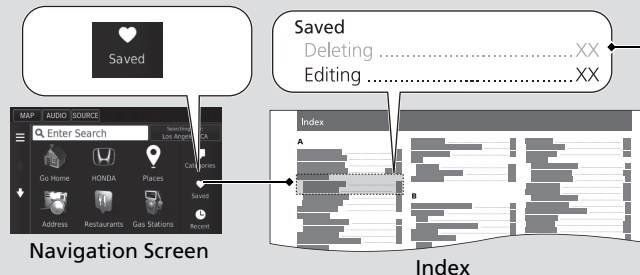 Saved
Saved
Deleting ........................................ XX
Editing ........................................... XX
MAP AUDIO SOURCE
Enter Search
Los Angeles, CA
Categories
Go Home HONDA Places
Saved
Address Restaurants Gas Stations Recent
Navigation Screen
Index
A
B
Index